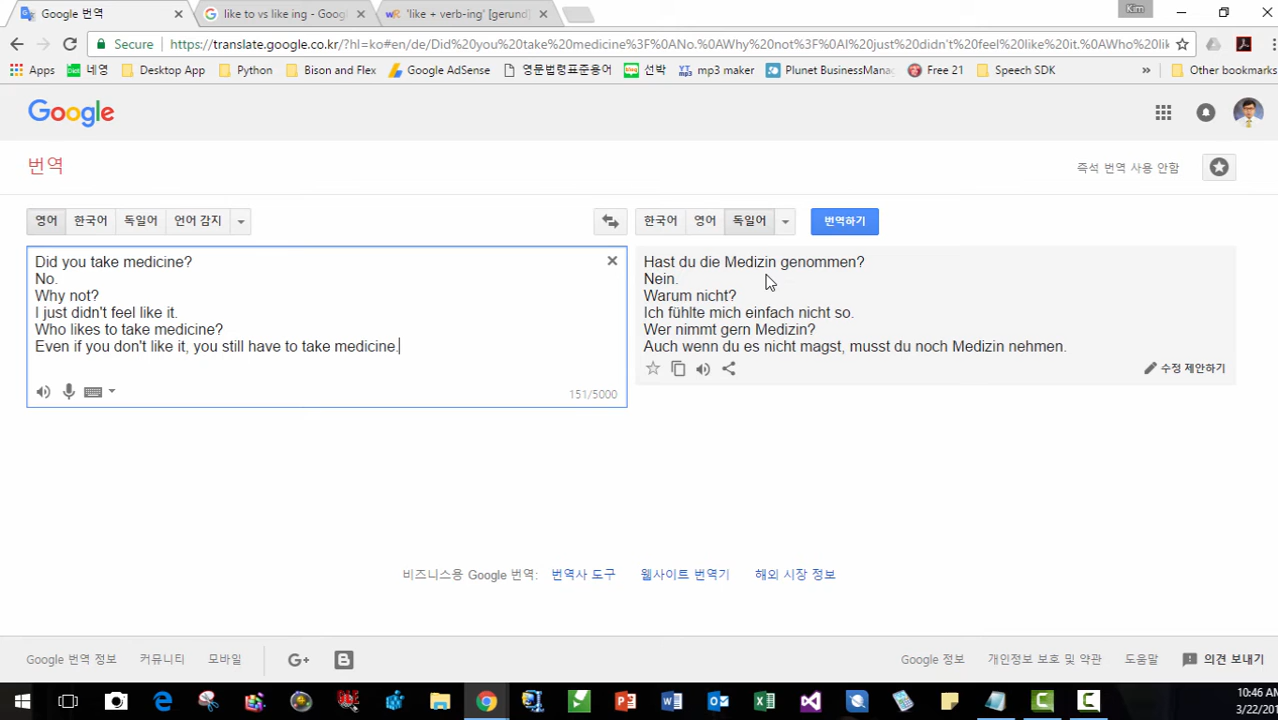 Google 번역
like to vs like ing - Goog
'like + verb-ing' [gerund]
Kim
Secure
https://translate.google.co.kr/?hl=ko#en/de/Did%20you%20take%20medicine%3F%0ANo.%0AWhy%20not%3F%0AI%20just%20didn't%20feel%20like%20it.%0AWho%20lik
Apps
네영
Desktop App
Python
Bison and Flex
Google AdSense
영문법령표준용어
선박
mp3 maker
Plunet BusinessMana
Free 21
Speech SDK
»
Other bookmarks
Google
번역
즉석 번역 사용 안함
영어 한국어 독일어 언어 감지
한국어 영어 독일어 번역하기
Did you take medicine?
No.
Why not?
I just didn't feel like it.
Who likes to take medicine?
Even if you don't like it, you still have to take medicine.
151/5000
Hast du die Medizin genommen?
Nein.
Warum nicht?
Ich fühlte mich einfach nicht so.
Wer nimmt gern Medizin?
Auch wenn du es nicht magst, musst du noch Medizin nehmen.
수정 제안하기
비즈니스용 Google 번역: 번역사 도구 웹사이트 번역기 해외 시장 정보
Google 번역 정보 커뮤니티 모바일 G+ B
Google 정보 개인정보 보호 및 약관 도움말 의견 보내기
10:46 AM
3/22/201